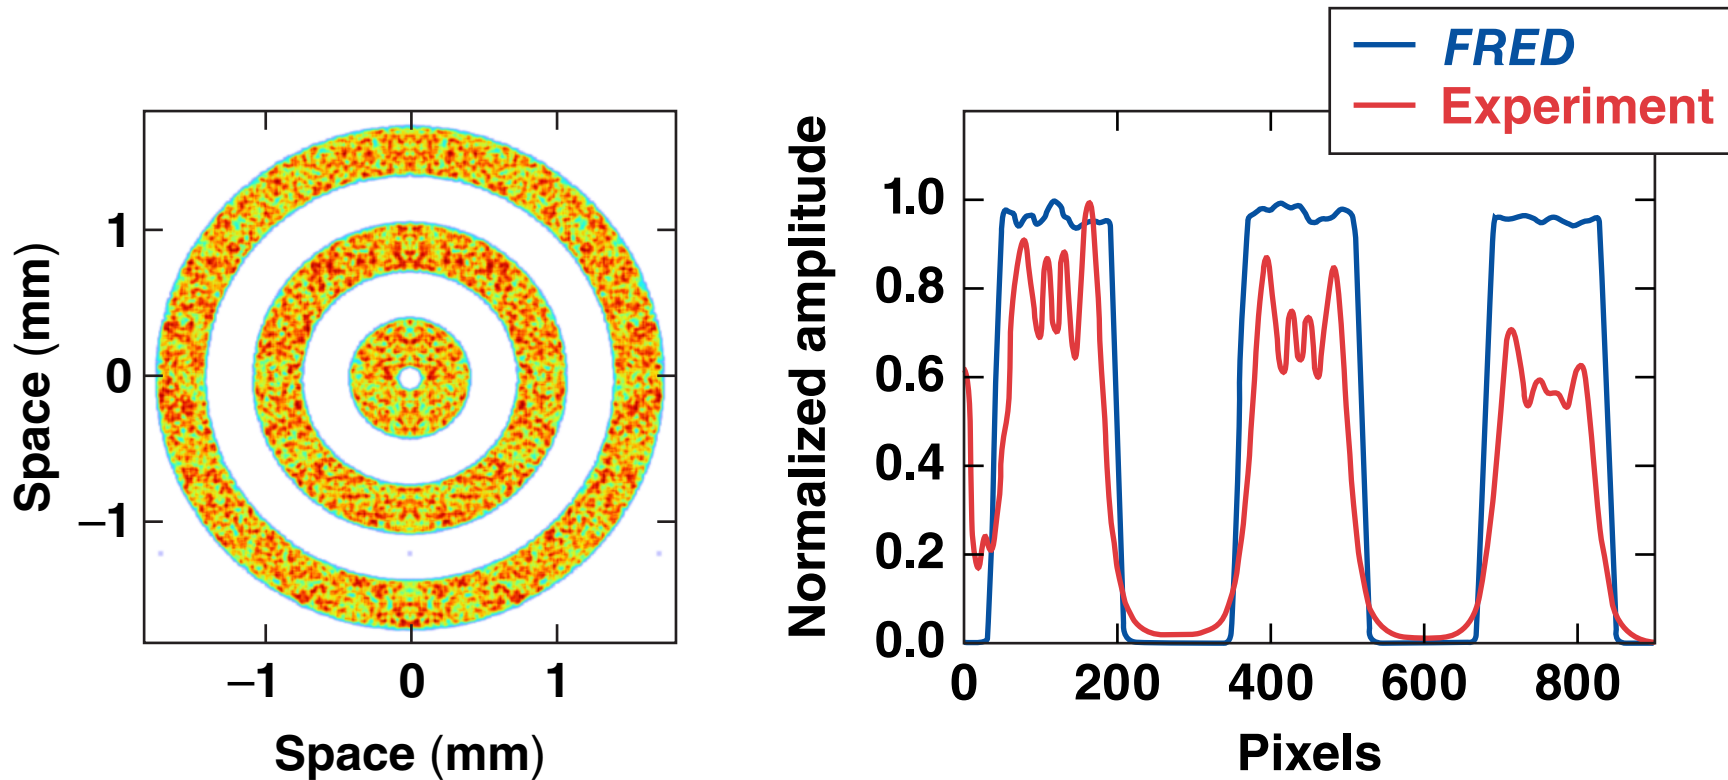 Space (mm)
1
0
–1
–1
0
1
Space (mm)
FRED
Experiment
Normalized amplitude
1.0
0.8
0.6
0.4
0.2
0.0
0
200
400
600
800
Pixels